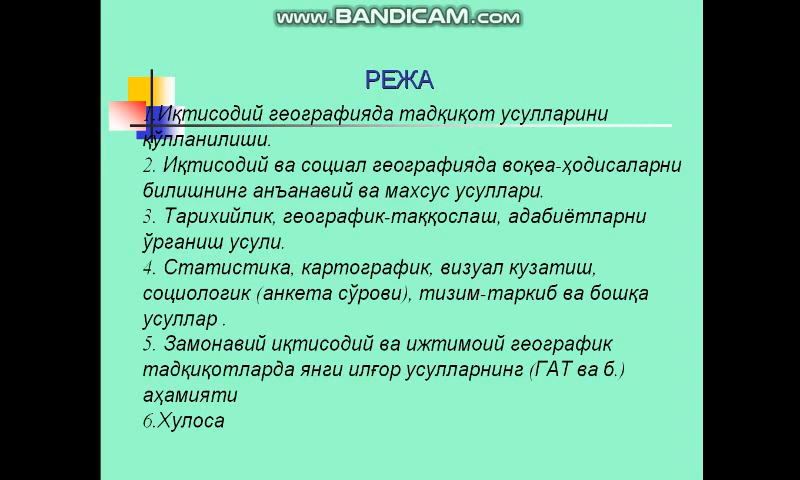 www.BANDICAM.com
РЕЖА
1.Иқтисодий географияда тадқиқот усулларини
қўлланилиши.
2. Иқтисодий ва социал географияда воқеа-ҳодисаларни
билишнинг анъанавий ва махсус усуллари.
3. Тарихийлик, географик-таққослаш, адабиётларни
ўрганиш усули.
4. Статистика, картографик, визуал кузатиш,
социологик (анкета сўрови), тизим-таркиб ва бошқа
усуллар .
5. Замонавий иқтисодий ва ижтимоий географик
тадқиқотларда янги илғор усулларнинг (ГАТ ва б.)
аҳамияти
6.Хулоса